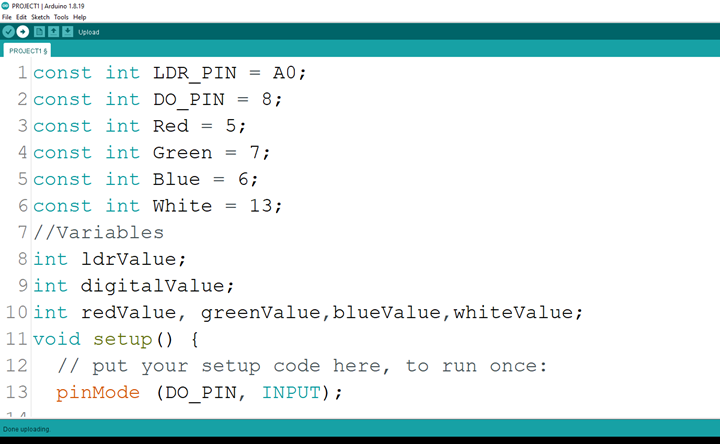 PROJECT1 | Arduino 1.8.19
File Edit Sketch Tools Help
Upload
PROJECT1 §
1 const int LDR_PIN = A0;
2 const int DO_PIN = 8;
3 const int Red = 5;
4 const int Green = 7;
5 const int Blue = 6;
6 const int White = 13;
7 //Variables
8 int ldrValue;
9 int digitalValue;
10 int redValue, greenValue,blueValue,whiteValue;
11 void setup() {
12 // put your setup code here, to run once:
13 pinMode (DO_PIN, INPUT);
14
Done uploading.